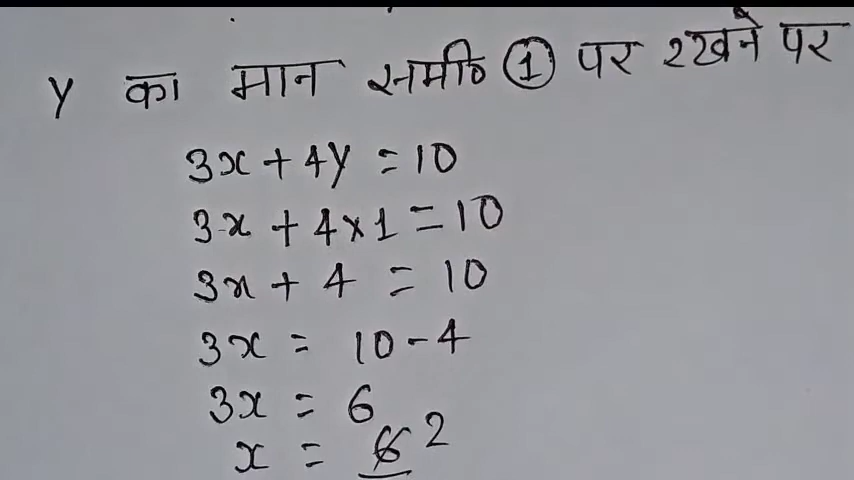 y का मान समी० ① पर रखने पर
3x + 4y = 10
3x + 4×1 = 10
3x + 4 = 10
3x = 10 - 4
3x = 6
x = 6 2